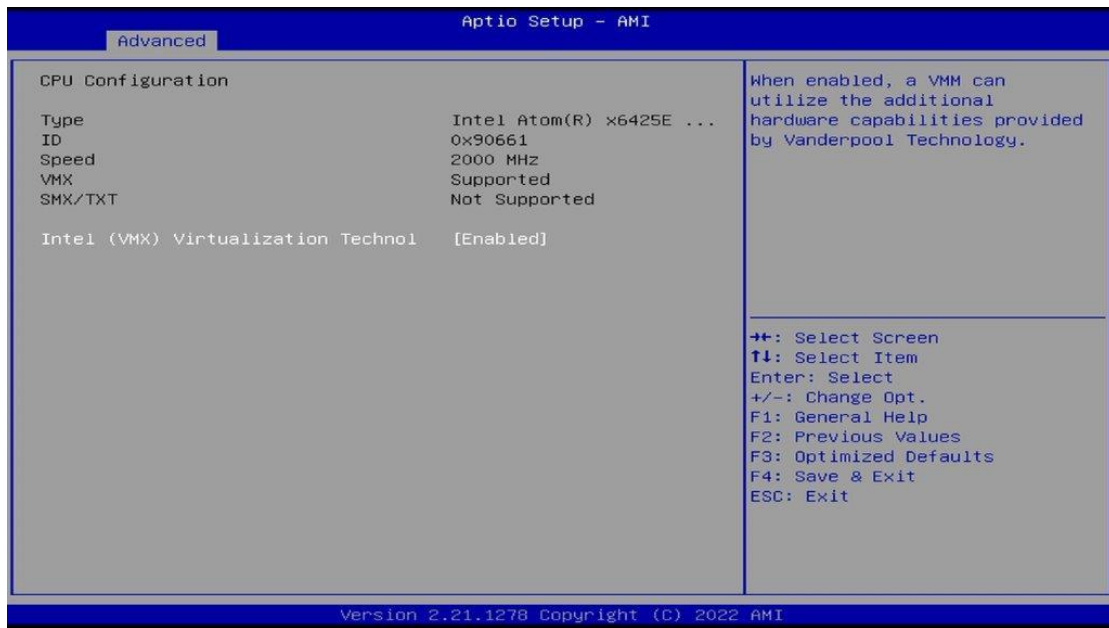 Aptio Setup – AMI
Advanced
CPU Configuration
Type Intel Atom(R) x6425E ...
ID 0x90661
Speed 2000 MHz
VMX Supported
SMX/TXT Not Supported
Intel (VMX) Virtualization Technol [Enabled]
When enabled, a VMM can
utilize the additional
hardware capabilities provided
by Vanderpool Technology.
→←: Select Screen
↑↓: Select Item
Enter: Select
+/-: Change Opt.
F1: General Help
F2: Previous Values
F3: Optimized Defaults
F4: Save & Exit
ESC: Exit
Version 2.21.1278 Copyright (C) 2022 AMI